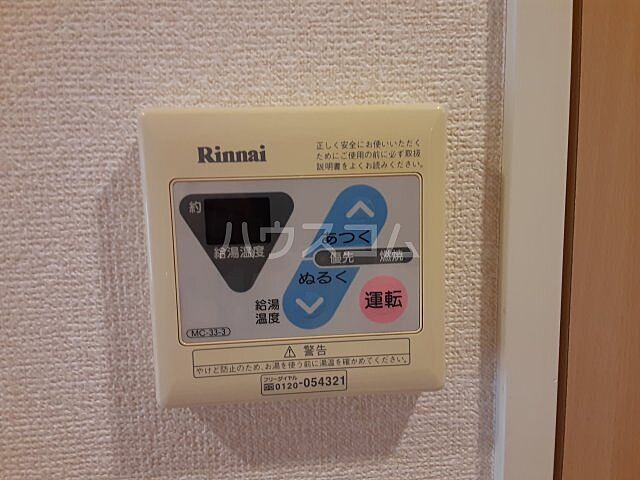 Rinnai
正しく安全にお使いいただく
ためにご使用の前に必ず取扱
説明書をよくお読みください。
約
給湯温度
あつく
優先 燃焼
ぬるく
給湯
温度
運転
MC-33-3
⚠ 警告
やけど防止のため、お湯を使う前に湯温を確かめてください。
フリーダイヤル
0120-054321
ハウスコム